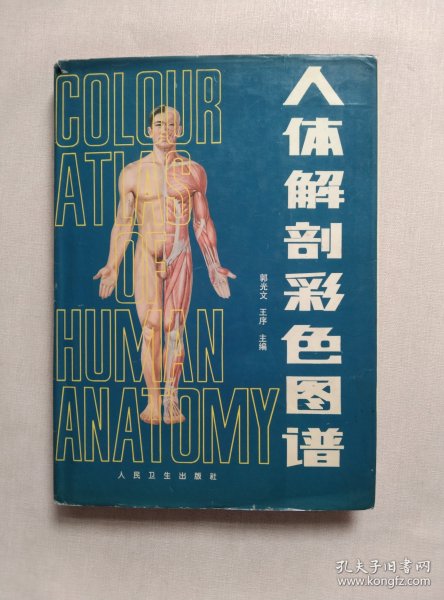 COLOUR
ATLAS
OF
HUMAN
ANATOMY
人体解剖彩色图谱
郭光文 王序 主编
人民卫生出版社
孔夫子旧书网
www.kongfz.com